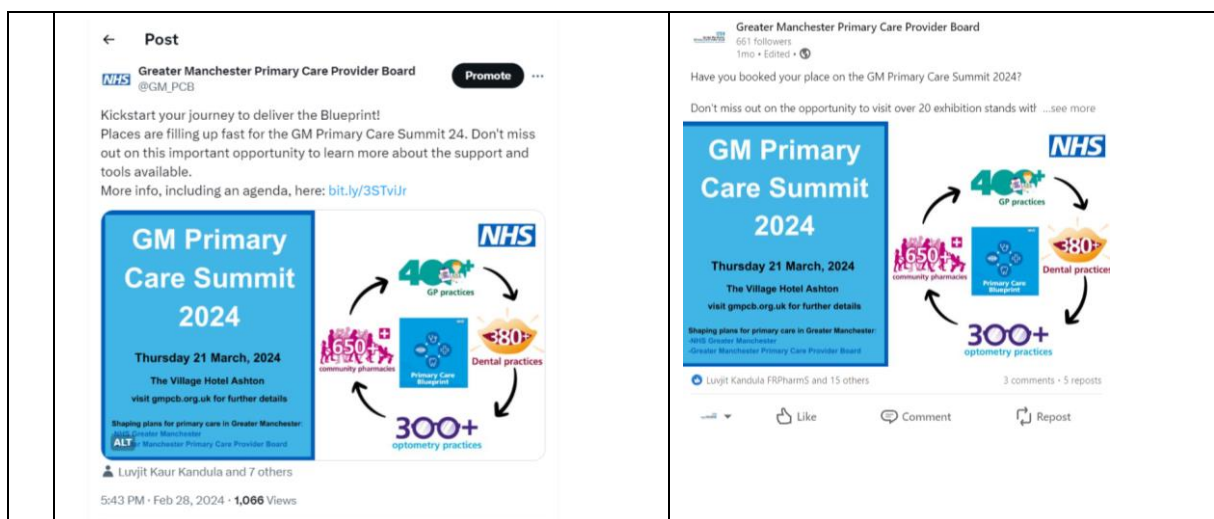 Post
NHS
Greater Manchester Primary Care Provider Board
@GM_PCB
Promote
Kickstart your journey to deliver the Blueprint!
Places are filling up fast for the GM Primary Care Summit 24. Don't miss
out on this important opportunity to learn more about the support and
tools available.
More info, including an agenda, here: bit.ly/3STviJr
GM Primary
Care Summit
2024
Thursday 21 March, 2024
The Village Hotel Ashton
visit gmpcb.org.uk for further details
Shaping plans for primary care in Greater Manchester:
-NHS Greater Manchester
Manchester Primary Care Provider Board
ALT
NHS
400+
GP practices
380+
Dental practices
300+
optometry practices
650+
community pharmacies
Primary Care
Blueprint
Luvjit Kaur Kandula and 7 others
5:43 PM · Feb 28, 2024 · 1,066 Views
Greater Manchester Primary Care Provider Board
661 followers
1mo • Edited •
Have you booked your place on the GM Primary Care Summit 2024?
Don't miss out on the opportunity to visit over 20 exhibition stands with ...see more
GM Primary
Care Summit
2024
Thursday 21 March, 2024
The Village Hotel Ashton
visit gmpcb.org.uk for further details
Shaping plans for primary care in Greater Manchester:
-NHS Greater Manchester
-Greater Manchester Primary Care Provider Board
NHS
400+
GP practices
380+
Dental practices
300+
optometry practices
650+
community pharmacies
Primary Care
Blueprint
Luvjit Kandula FRPharmS and 15 others
3 comments • 5 reposts
Like
Comment
Repost